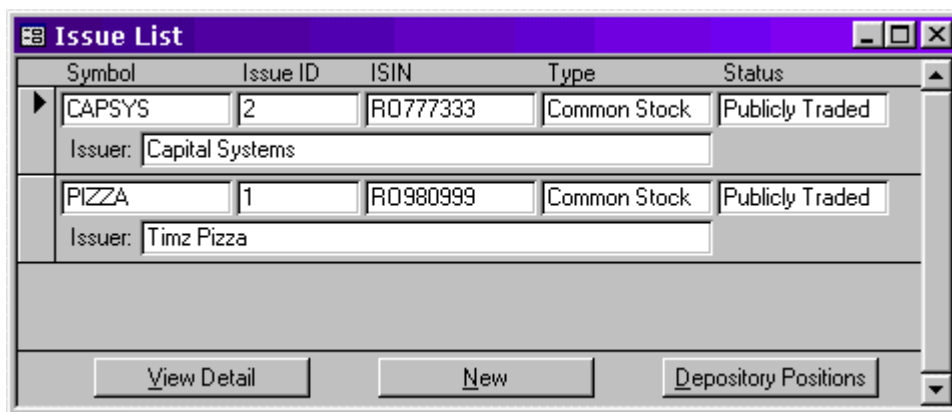 Issue List
Symbol Issue ID ISIN Type Status
CAPSYS 2 RO777333 Common Stock Publicly Traded
Issuer: Capital Systems
PIZZA 1 RO980999 Common Stock Publicly Traded
Issuer: Timz Pizza
View Detail New Depository Positions